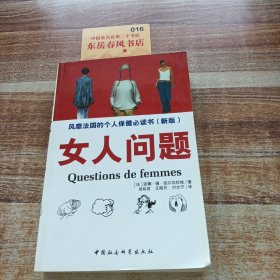 016
东岳春风书店
风靡法国的个人保健必读书(新版)
女人问题
Questions de femmes
中国社会科学出版社